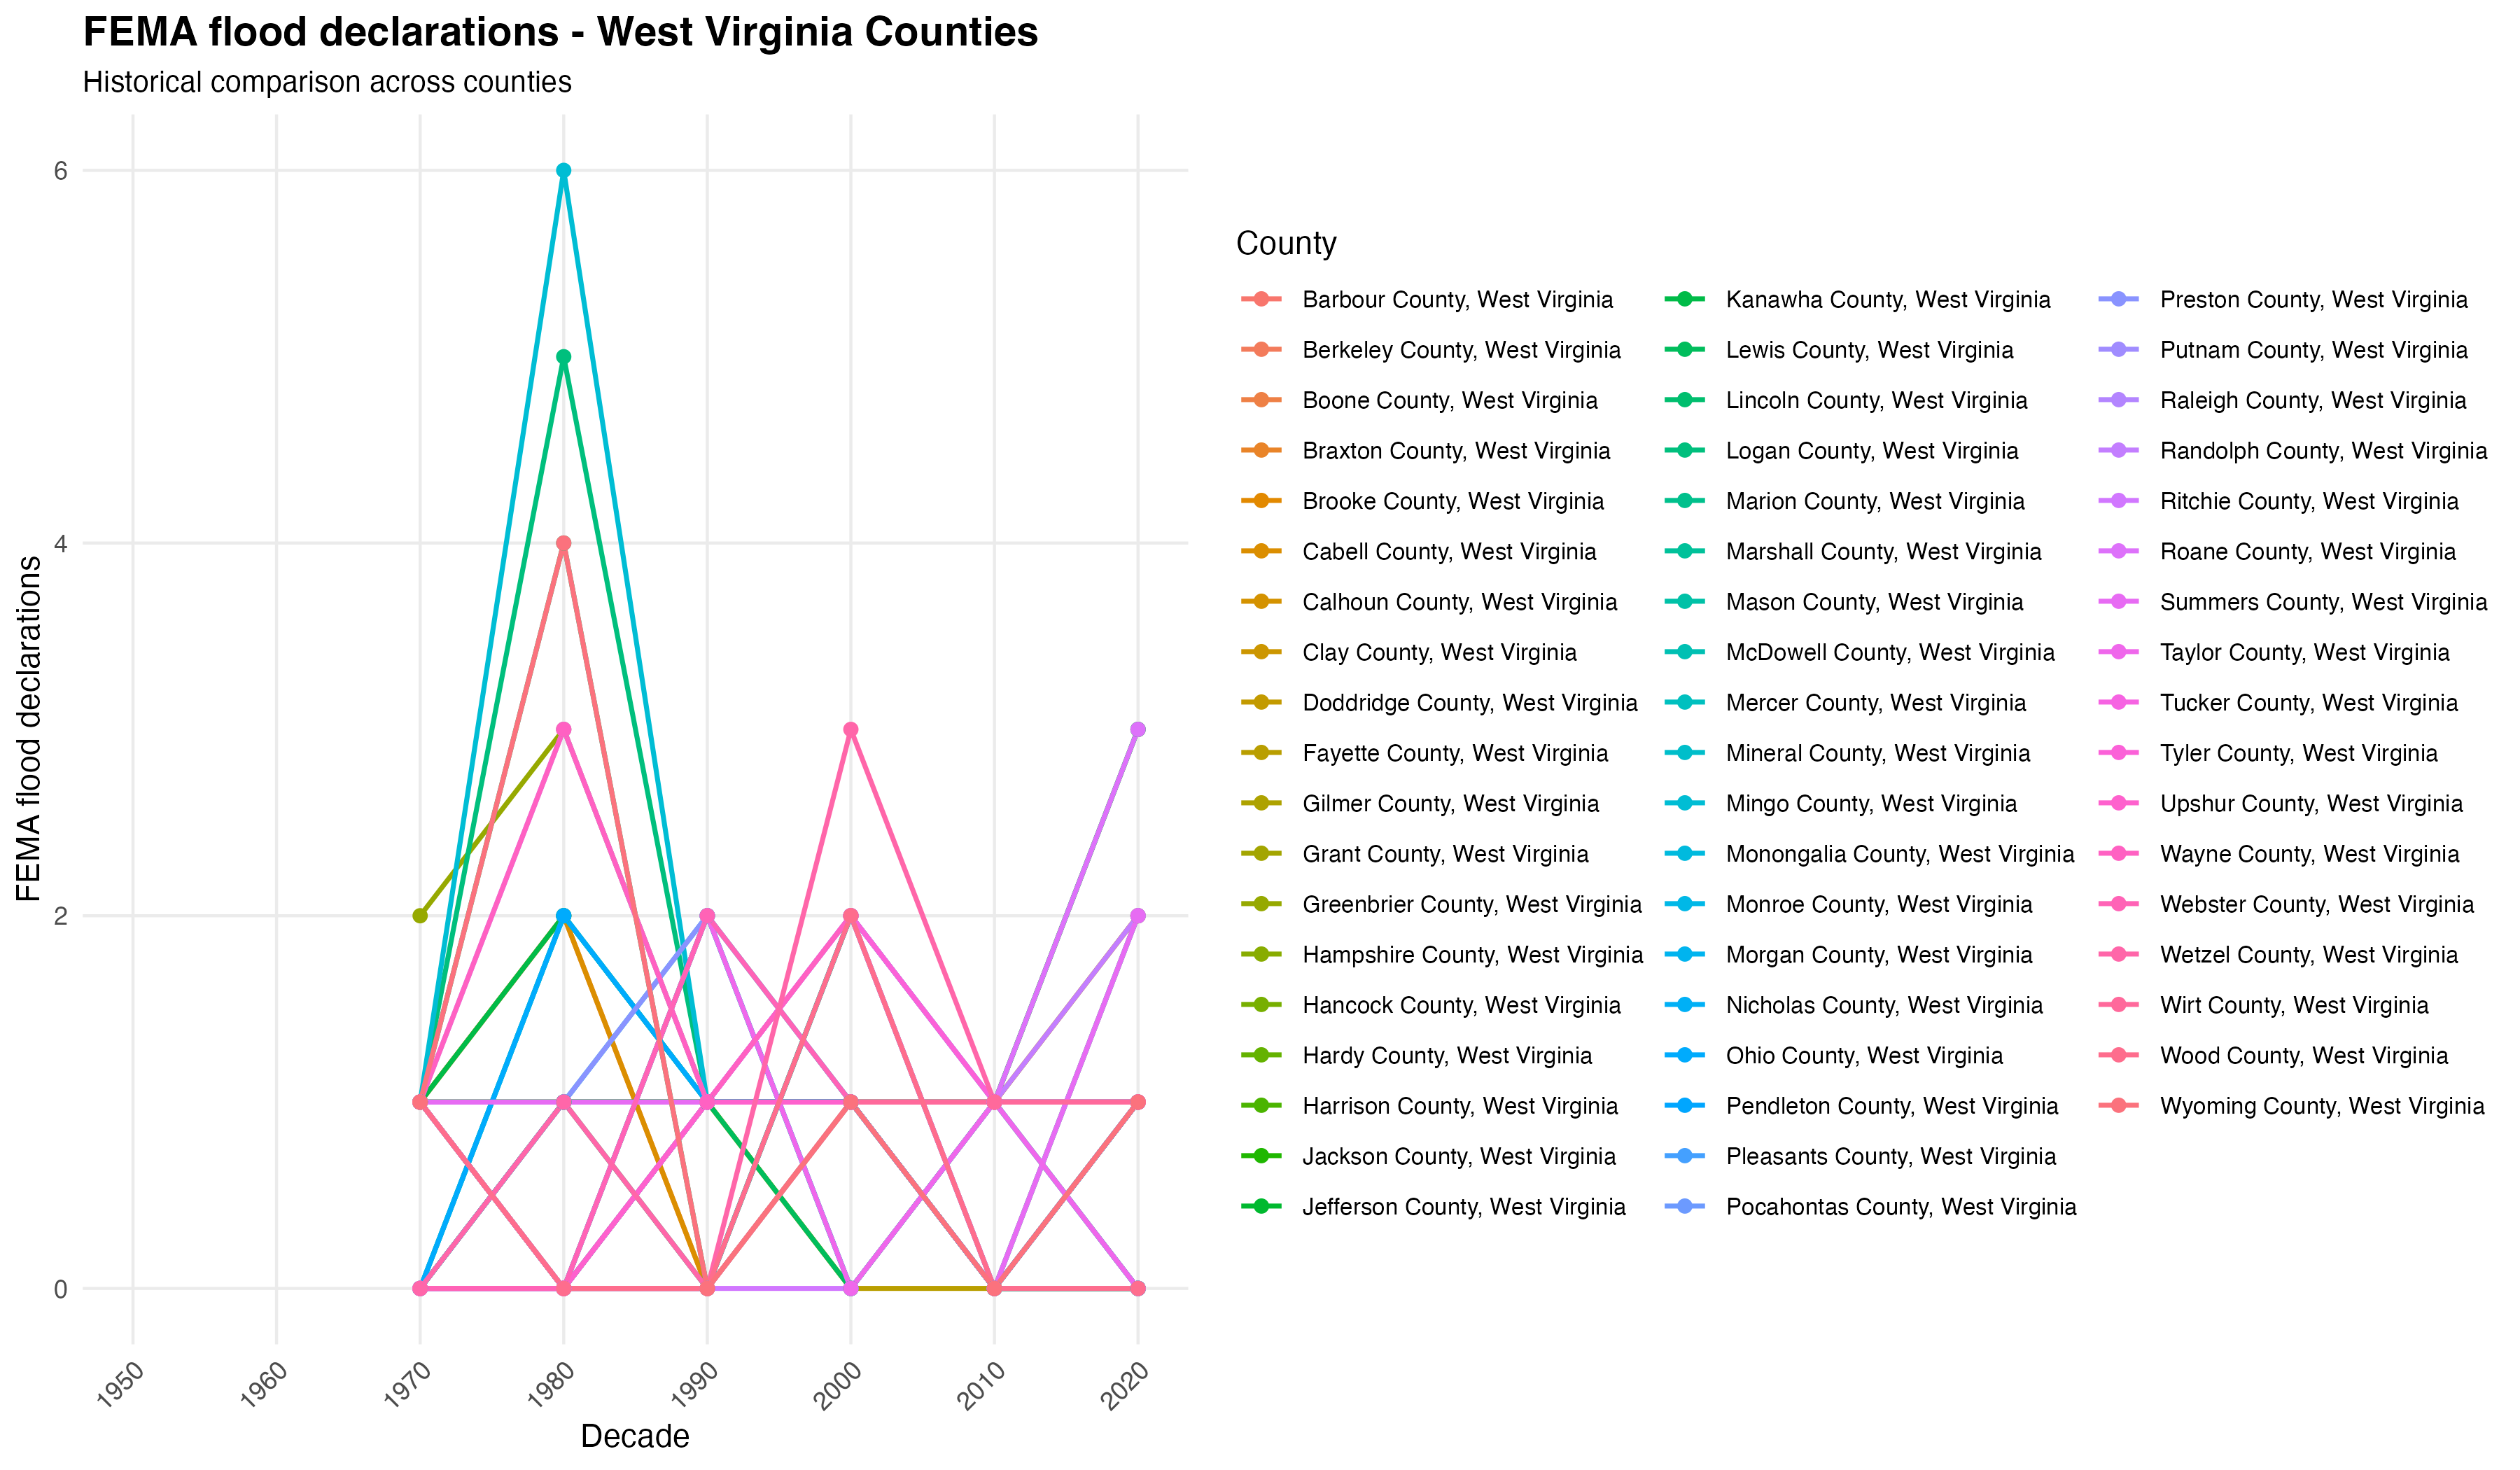 FEMA flood declarations - West Virginia Counties
Historical comparison across counties
FEMA flood declarations
6
4
2
0
1950
1960
1970
1980
1990
2000
2010
2020
Decade
County
Barbour County, West Virginia
Berkeley County, West Virginia
Boone County, West Virginia
Braxton County, West Virginia
Brooke County, West Virginia
Cabell County, West Virginia
Calhoun County, West Virginia
Clay County, West Virginia
Doddridge County, West Virginia
Fayette County, West Virginia
Gilmer County, West Virginia
Grant County, West Virginia
Greenbrier County, West Virginia
Hampshire County, West Virginia
Hancock County, West Virginia
Hardy County, West Virginia
Harrison County, West Virginia
Jackson County, West Virginia
Jefferson County, West Virginia
Kanawha County, West Virginia
Lewis County, West Virginia
Lincoln County, West Virginia
Logan County, West Virginia
Marion County, West Virginia
Marshall County, West Virginia
Mason County, West Virginia
McDowell County, West Virginia
Mercer County, West Virginia
Mineral County, West Virginia
Mingo County, West Virginia
Monongalia County, West Virginia
Monroe County, West Virginia
Morgan County, West Virginia
Nicholas County, West Virginia
Ohio County, West Virginia
Pendleton County, West Virginia
Pleasants County, West Virginia
Pocahontas County, West Virginia
Preston County, West Virginia
Putnam County, West Virginia
Raleigh County, West Virginia
Randolph County, West Virginia
Ritchie County, West Virginia
Roane County, West Virginia
Summers County, West Virginia
Taylor County, West Virginia
Tucker County, West Virginia
Tyler County, West Virginia
Upshur County, West Virginia
Wayne County, West Virginia
Webster County, West Virginia
Wetzel County, West Virginia
Wirt County, West Virginia
Wood County, West Virginia
Wyoming County, West Virginia